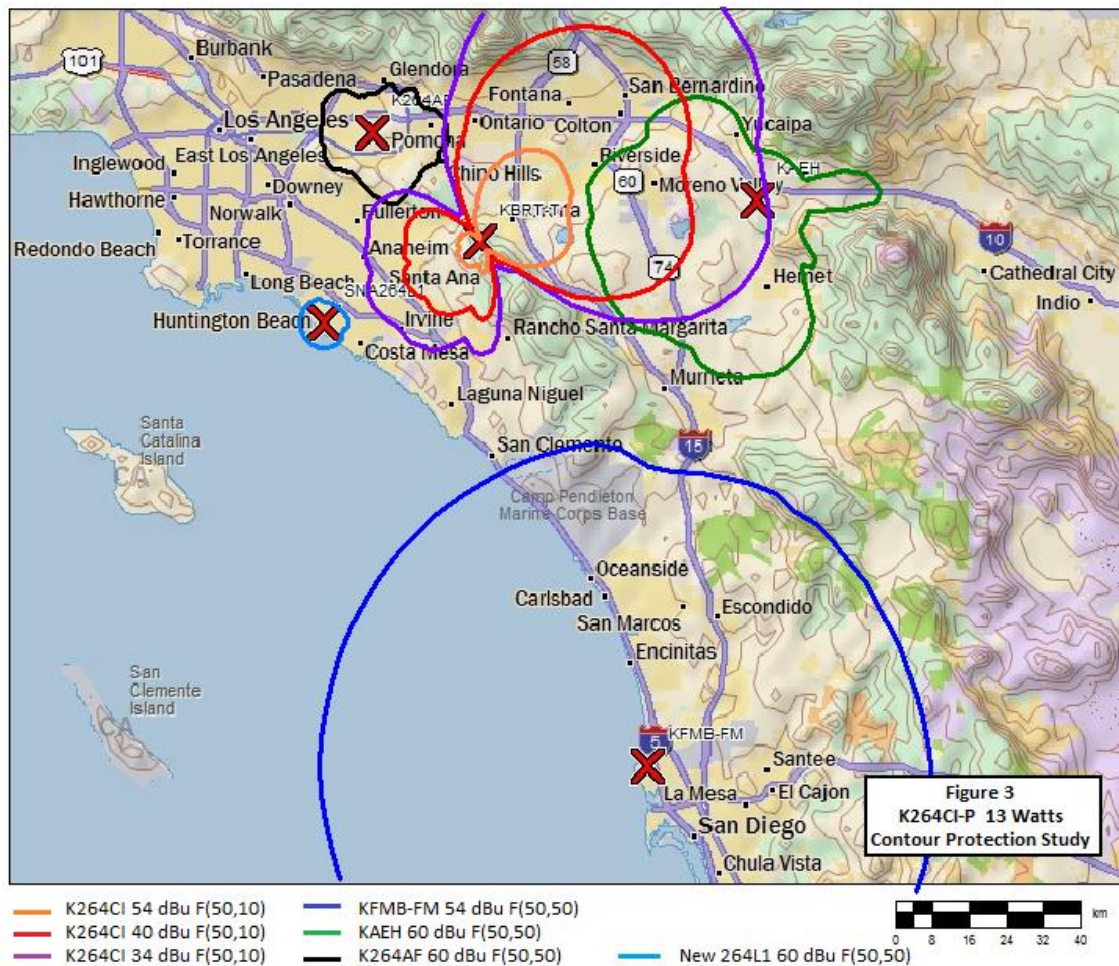 101
Burbank
Glendora
58
Pasadena
K264AF
Fontana
San Bernardino
Los Angeles
Pomona
Ontario
Colton
Yucaipa
Inglewood
East Los Angeles
Chino Hills
Riverside
KAEH
Hawthorne
Downey
60
Moreno Valley
Norwalk
Fullerton
Redondo Beach
Torrance
Anaheim
10
Long Beach
Santa Ana
74
Hemet
Cathedral City
SNA264L1
Indio
Huntington Beach
Irvine
Rancho Santa Margarita
Costa Mesa
Murrieta
Laguna Niguel
Santa
Catalina
Island
CA
San Clemente
15
Camp Pendleton
Marine Corps Base
Oceanside
Carlsbad
Escondido
San Marcos
Encinitas
San
Clemente
Island
CA
5
KFMB-FM
Santee
La Mesa
El Cajon
San Diego
Chula Vista
Figure 3
K264CI-P 13 Watts
Contour Protection Study
K264CI 54 dBu F(50,10)
KFMB-FM 54 dBu F(50,50)
K264CI 40 dBu F(50,10)
KAEH 60 dBu F(50,50)
K264CI 34 dBu F(50,10)
K264AF 60 dBu F(50,50)
New 264L1 60 dBu F(50,50)
km
0 8 16 24 32 40